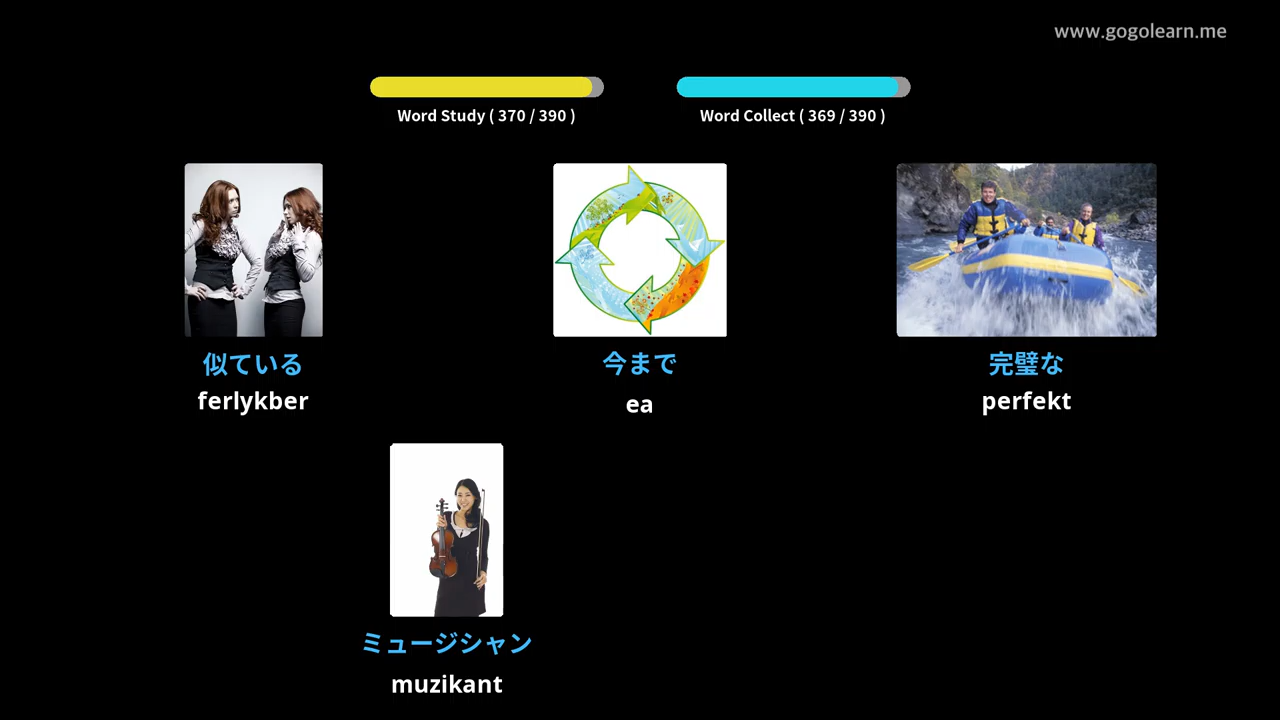 www.gogolearn.me
Word Study ( 370 / 390 )
Word Collect ( 369 / 390 )
似ている
今まで
完璧な
ferlykber
ea
perfekt
ミュージシャン
muzikant